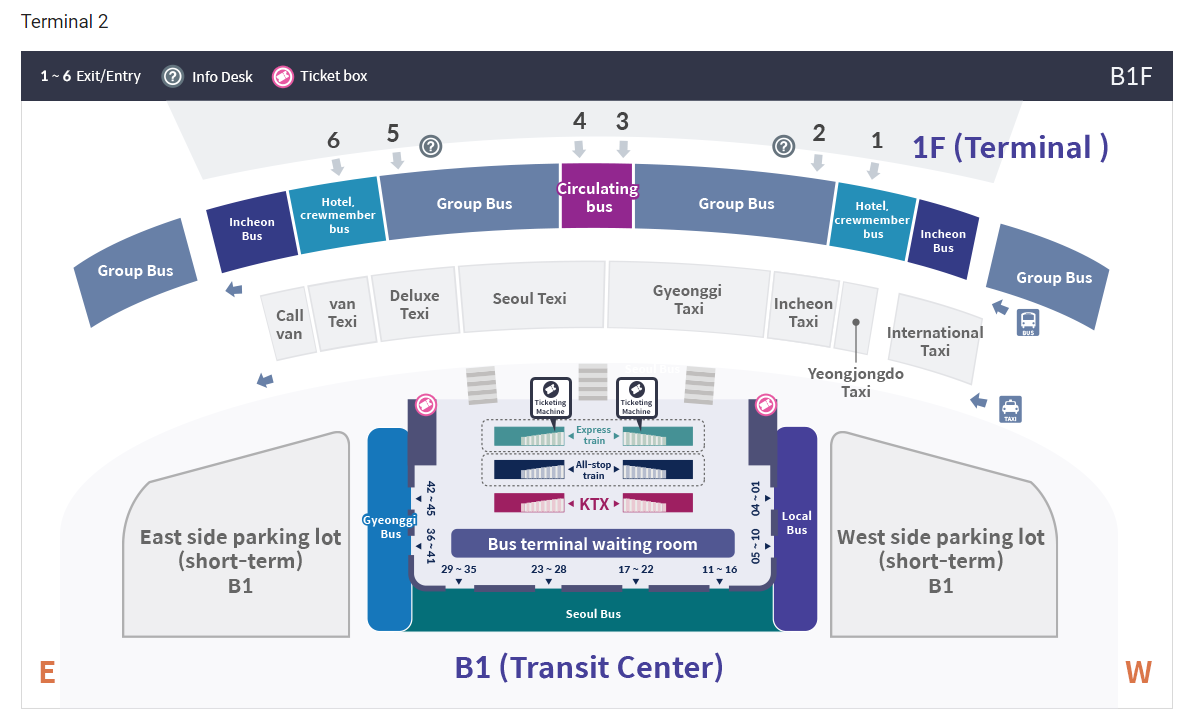 Terminal 2
1 ~ 6 Exit/Entry
Info Desk
Ticket box
B1F
6
5
4
3
2
1
1F (Terminal )
Group Bus
Incheon
Bus
Hotel,
crewmember
bus
Group Bus
Circulating
bus
Group Bus
Hotel,
crewmember
bus
Incheon
Bus
Group Bus
BUS
Call
van
van
Texi
Deluxe
Texi
Seoul Texi
Gyeonggi
Taxi
Incheon
Taxi
Yeongjongdo
Taxi
International
Taxi
TAXI
Ticketing
Machine
Ticketing
Machine
Express
train
All-stop
train
KTX
Bus terminal waiting room
42 ~ 45
36 ~ 41
04 ~ 01
05 ~ 10
29 ~ 35
23 ~ 28
17 ~ 22
11 ~ 16
Gyeonggi
Bus
Local
Bus
Seoul Bus
East side parking lot
(short-term)
B1
West side parking lot
(short-term)
B1
E
B1 (Transit Center)
W